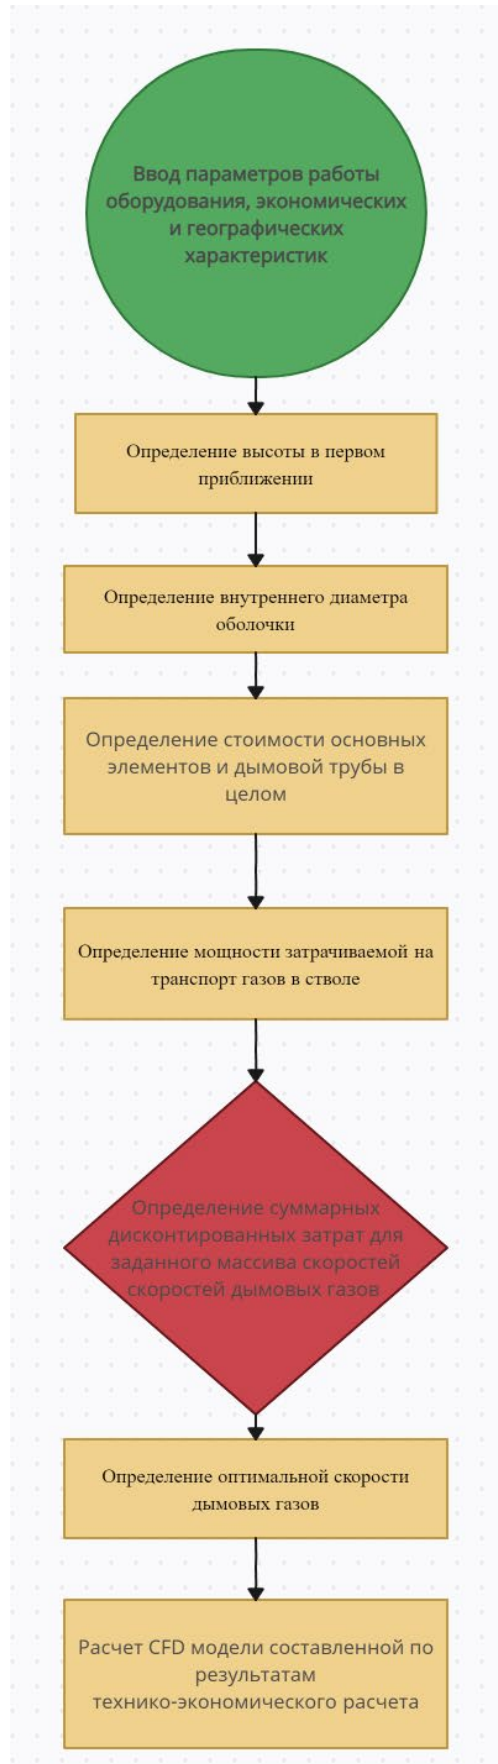 Ввод параметров работы
оборудования, экономических
и географических
характеристик
Определение высоты в первом
приближении
Определение внутреннего диаметра
оболочки
Определение стоимости основных
элементов и дымовой трубы в
целом
Определение мощности затрачиваемой на
транспорт газов в стволе
Определение суммарных
дисконтированных затрат для
заданного массива скоростей
скоростей дымовых газов
Определение оптимальной скорости
дымовых газов
Расчет CFD модели составленной по
результатам
технико-экономического расчета